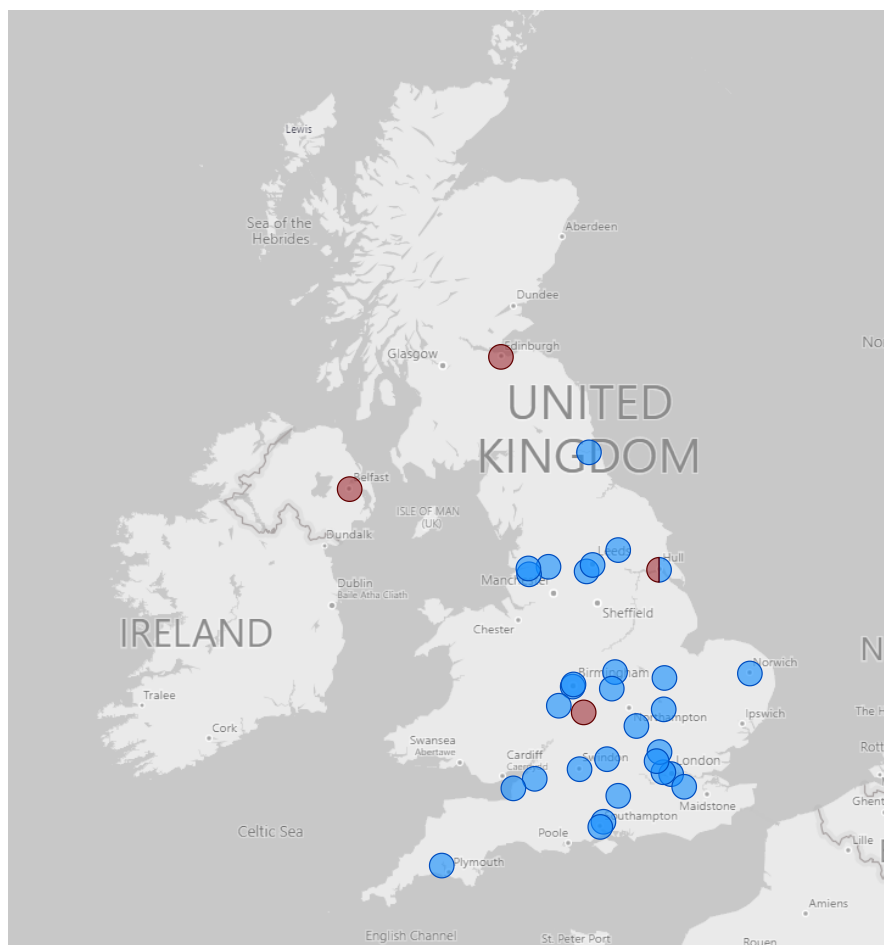 Lewis
Sea of the
Hebrides
Aberdeen
Dundee
Edinburgh
Glasgow
No
UNITED
KINGDOM
Belfast
ISLE OF MAN
(UK)
Dundalk
Leeds
Hull
Dublin
Baile Atha Cliath
Manchester
Sheffield
Chester
IRELAND
N
Birmingham
Norwich
Tralee
Northampton
Ipswich
The H
Cork
Swansea
Abertawe
Cardiff
Caerdydd
Swindon
London
Rott
Maidstone
Ghent
Celtic Sea
Poole
Southampton
Lille
Plymouth
Amiens
English Channel
St. Peter Port
Rouen